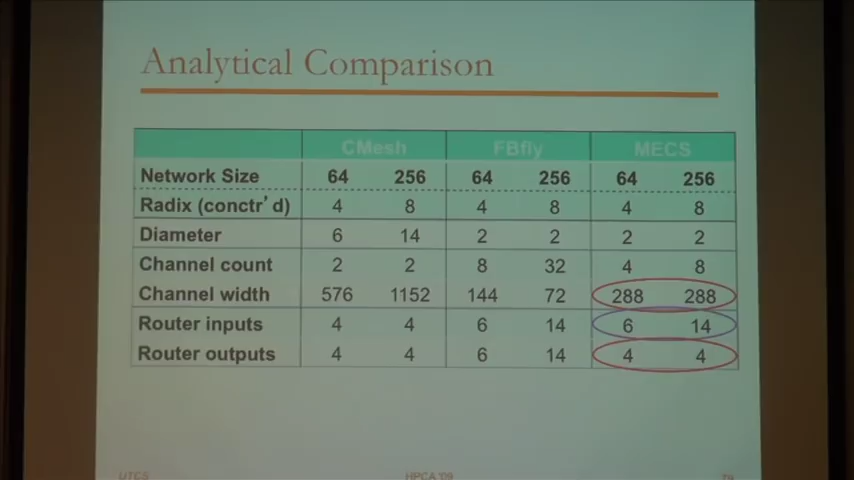 Analytical Comparison
CMesh FBfly MECS
Network Size 64 256 64 256 64 256
Radix (conctr'd) 4 8 4 8 4 8
Diameter 6 14 2 2 2 2
Channel count 2 2 8 32 4 8
Channel width 576 1152 144 72 288 288
Router inputs 4 4 6 14 6 14
Router outputs 4 4 6 14 4 4
UTCS HPCA'09